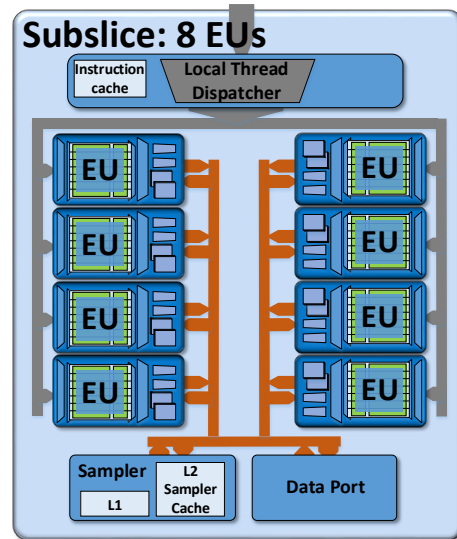 Subslice: 8 EUs
Instruction
cache
Local Thread
Dispatcher
EU
EU
EU
EU
EU
EU
EU
EU
Sampler
L1
L2
Sampler
Cache
Data Port